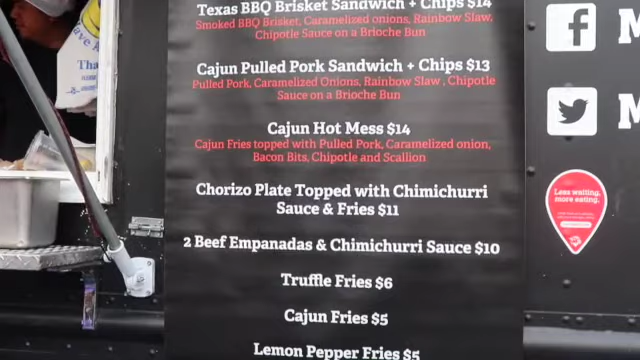 Texas BBQ Brisket Sandwich + Chips $14
Smoked BBQ Brisket, Caramelized onions, Rainbow Slaw,
Chipotle Sauce on a Brioche Bun
Cajun Pulled Pork Sandwich + Chips $13
Pulled Pork, Caramelized Onions, Rainbow Slaw , Chipotle
Sauce on a Brioche Bun
Cajun Hot Mess $14
Cajun Fries topped with Pulled Pork, Caramelized onion,
Bacon Bits, Chipotle and Scallion
Chorizo Plate Topped with Chimichurri
Sauce & Fries $11
2 Beef Empanadas & Chimichurri Sauce $10
Truffle Fries $6
Cajun Fries $5
Lemon Pepper Fries $5
f
M
M
Less waiting,
more eating.